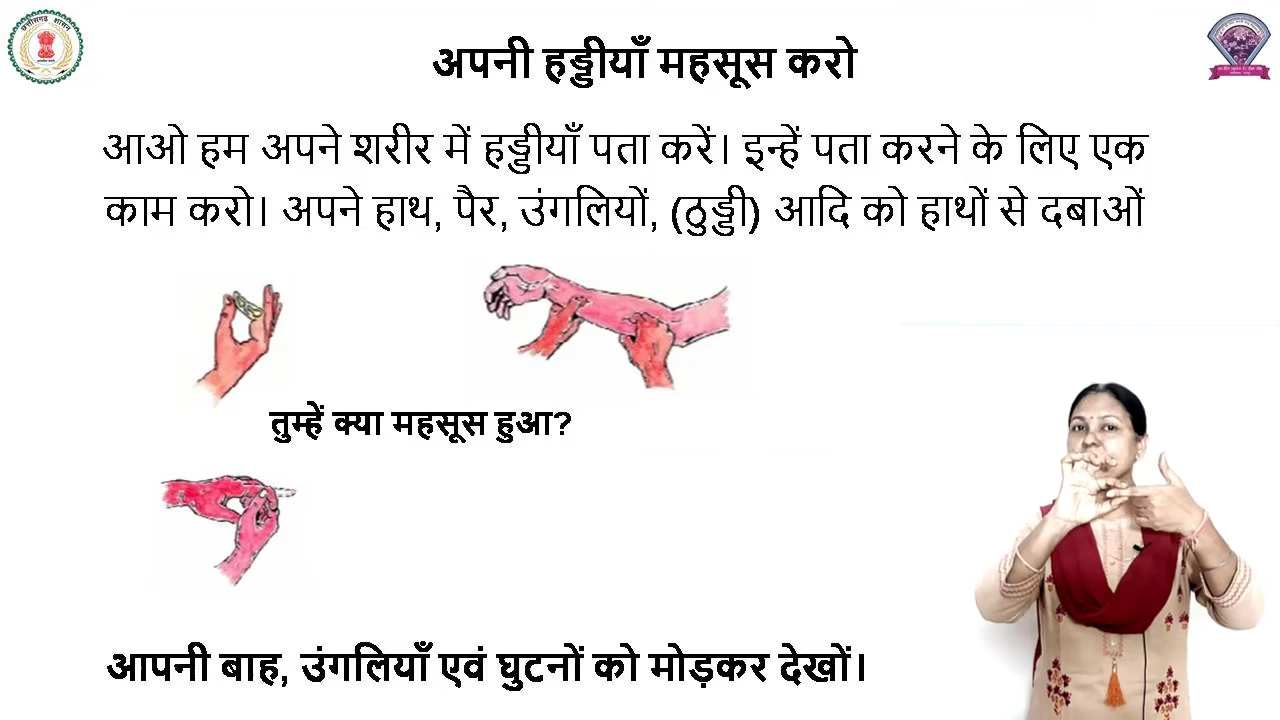 अपनी हड्डीयाँ महसूस करो
आओ हम अपने शरीर में हड्डीयाँ पता करें। इन्हें पता करने के लिए एक
काम करो। अपने हाथ, पैर, उंगलियों, (ठुड्डी) आदि को हाथों से दबाओं
तुम्हें क्या महसूस हुआ?
आपनी बाह, उंगलियाँ एवं घुटनों को मोड़कर देखों।